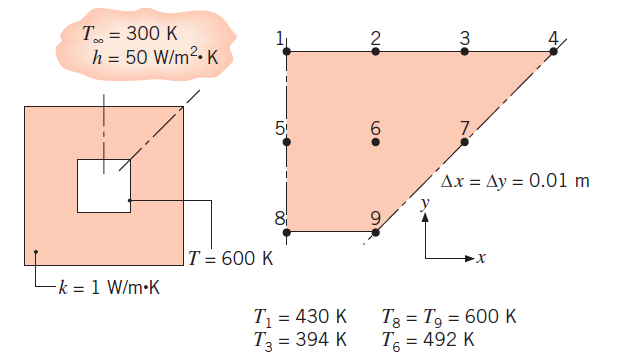 T∞ = 300 K
h = 50 W/m²• K
1 2 3 4
5 6 7
Δx = Δy = 0.01 m
8 9 y
x
T = 600 K
k = 1 W/m•K
T₁ = 430 K T₈ = T₉ = 600 K
T₃ = 394 K T₆ = 492 K